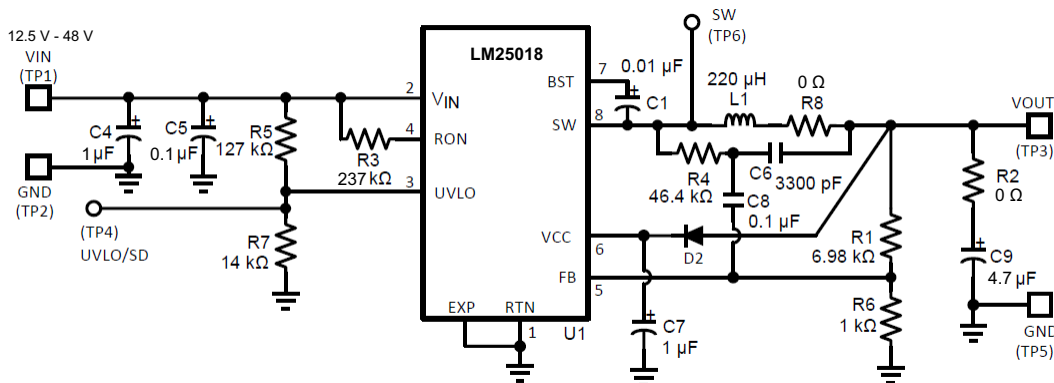 12.5 V - 48 V
VIN
(TP1)
GND
(TP2)
C4
+
1 µF
C5
+
0.1 µF
R5
127 kΩ
R3
237 kΩ
(TP4)
UVLO/SD
R7
14 kΩ
2
4
3
LM25018
VIN
RON
UVLO
BST
SW
VCC
FB
EXP
RTN
1
U1
7
8
6
5
0.01 µF
+
C1
SW
(TP6)
220 µH
L1
0 Ω
R8
R4
46.4 kΩ
C6
3300 pF
C8
0.1 µF
D2
+
C7
1 µF
R1
6.98 kΩ
R6
1 kΩ
VOUT
(TP3)
R2
0 Ω
+
C9
4.7 µF
GND
(TP5)